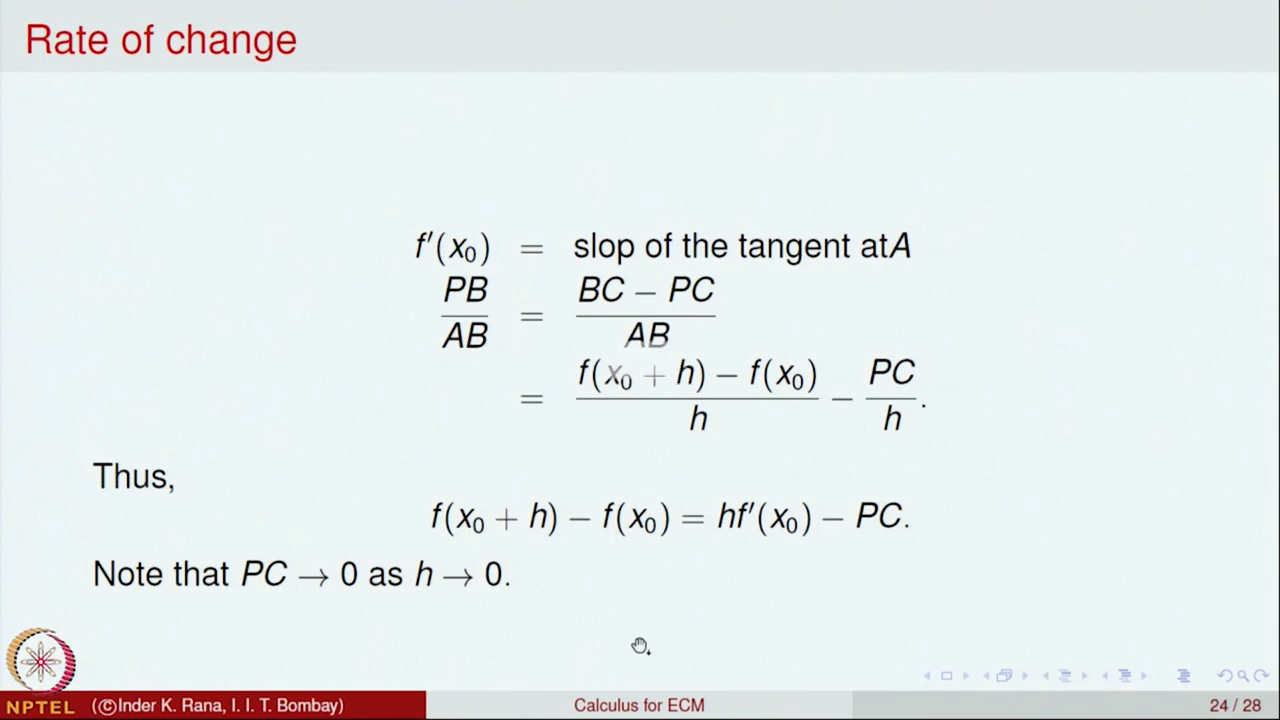 Rate of change
f′(x₀) = slop of the tangent atA
PB/AB = (BC − PC)/AB
= (f(x₀ + h) − f(x₀))/h − PC/h.
Thus,
f(x₀ + h) − f(x₀) = hf′(x₀) − PC.
Note that PC → 0 as h → 0.
NPTEL (©Inder K. Rana, I. I. T. Bombay) Calculus for ECM 24 / 28